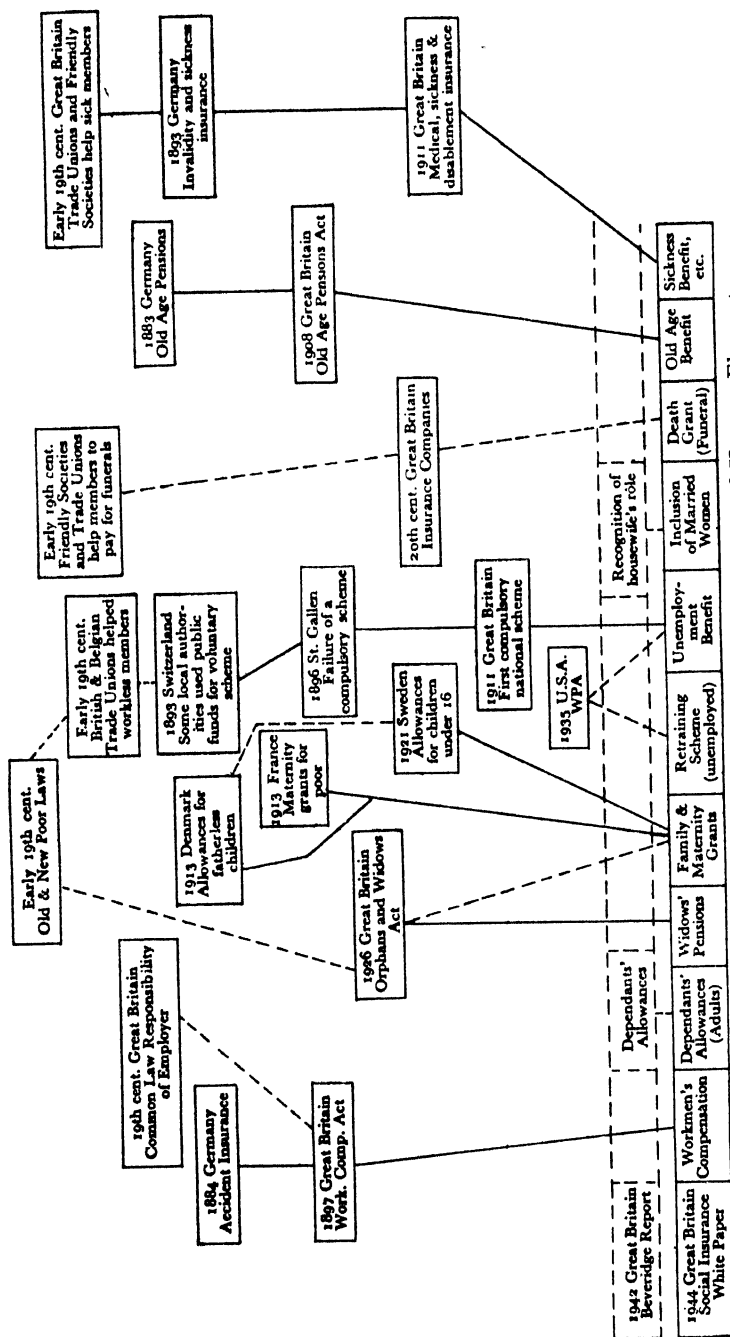 Early 19th cent.
Old & New Poor Laws
19th cent. Great Britain
Common Law Responsibility
of Employer
1884 Germany
Accident Insurance
1897 Great Britain
Work. Comp. Act
1926 Great Britain
Orphans and Widows
Act
1913 Denmark
Allowances for
fatherless
children
1913 France
Maternity
grants for
poor
1921 Sweden
Allowances
for children
under 16
Early 19th cent.
British & Belgian
Trade Unions helped
workless members
1893 Switzerland
Some local author-
ities used public
funds for voluntary
scheme
1896 St. Gallen
Failure of a
compulsory scheme
1911 Great Britain
First compulsory
national scheme
1935 U.S.A.
WPA
Early 19th cent.
Friendly Societies
and Trade Unions
help members to
pay for funerals
20th cent. Great Britain
Insurance Companies
1883 Germany
Old Age Pensions
1908 Great Britain
Old Age Pensions Act
Early 19th cent. Great Britain
Trade Unions and Friendly
Societies help sick members
1893 Germany
Invalidity and sickness
insurance
1911 Great Britain
Medical, sickness &
disablement insurance
1942 Great Britain
Beveridge Report
Dependants'
Allowances
Recognition of
housewife's rôle
1944 Great Britain
Social Insurance
White Paper
Workmen's
Compensation
Dependants'
Allowances
(Adults)
Widows'
Pensions
Family &
Maternity
Grants
Retraining
Scheme
(unemployed)
Unemploy-
ment
Benefit
Inclusion
of Married
Women
Death
Grant
(Funeral)
Old Age
Benefit
Sickness
Benefit,
etc.